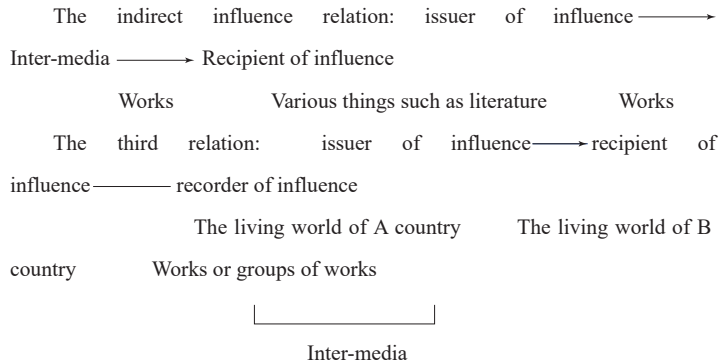 The indirect influence relation: issuer of influence
Inter-media Recipient of influence
Works Various things such as literature Works
The third relation: issuer of influence recipient of
influence recorder of influence
The living world of A country The living world of B
country Works or groups of works
Inter-media